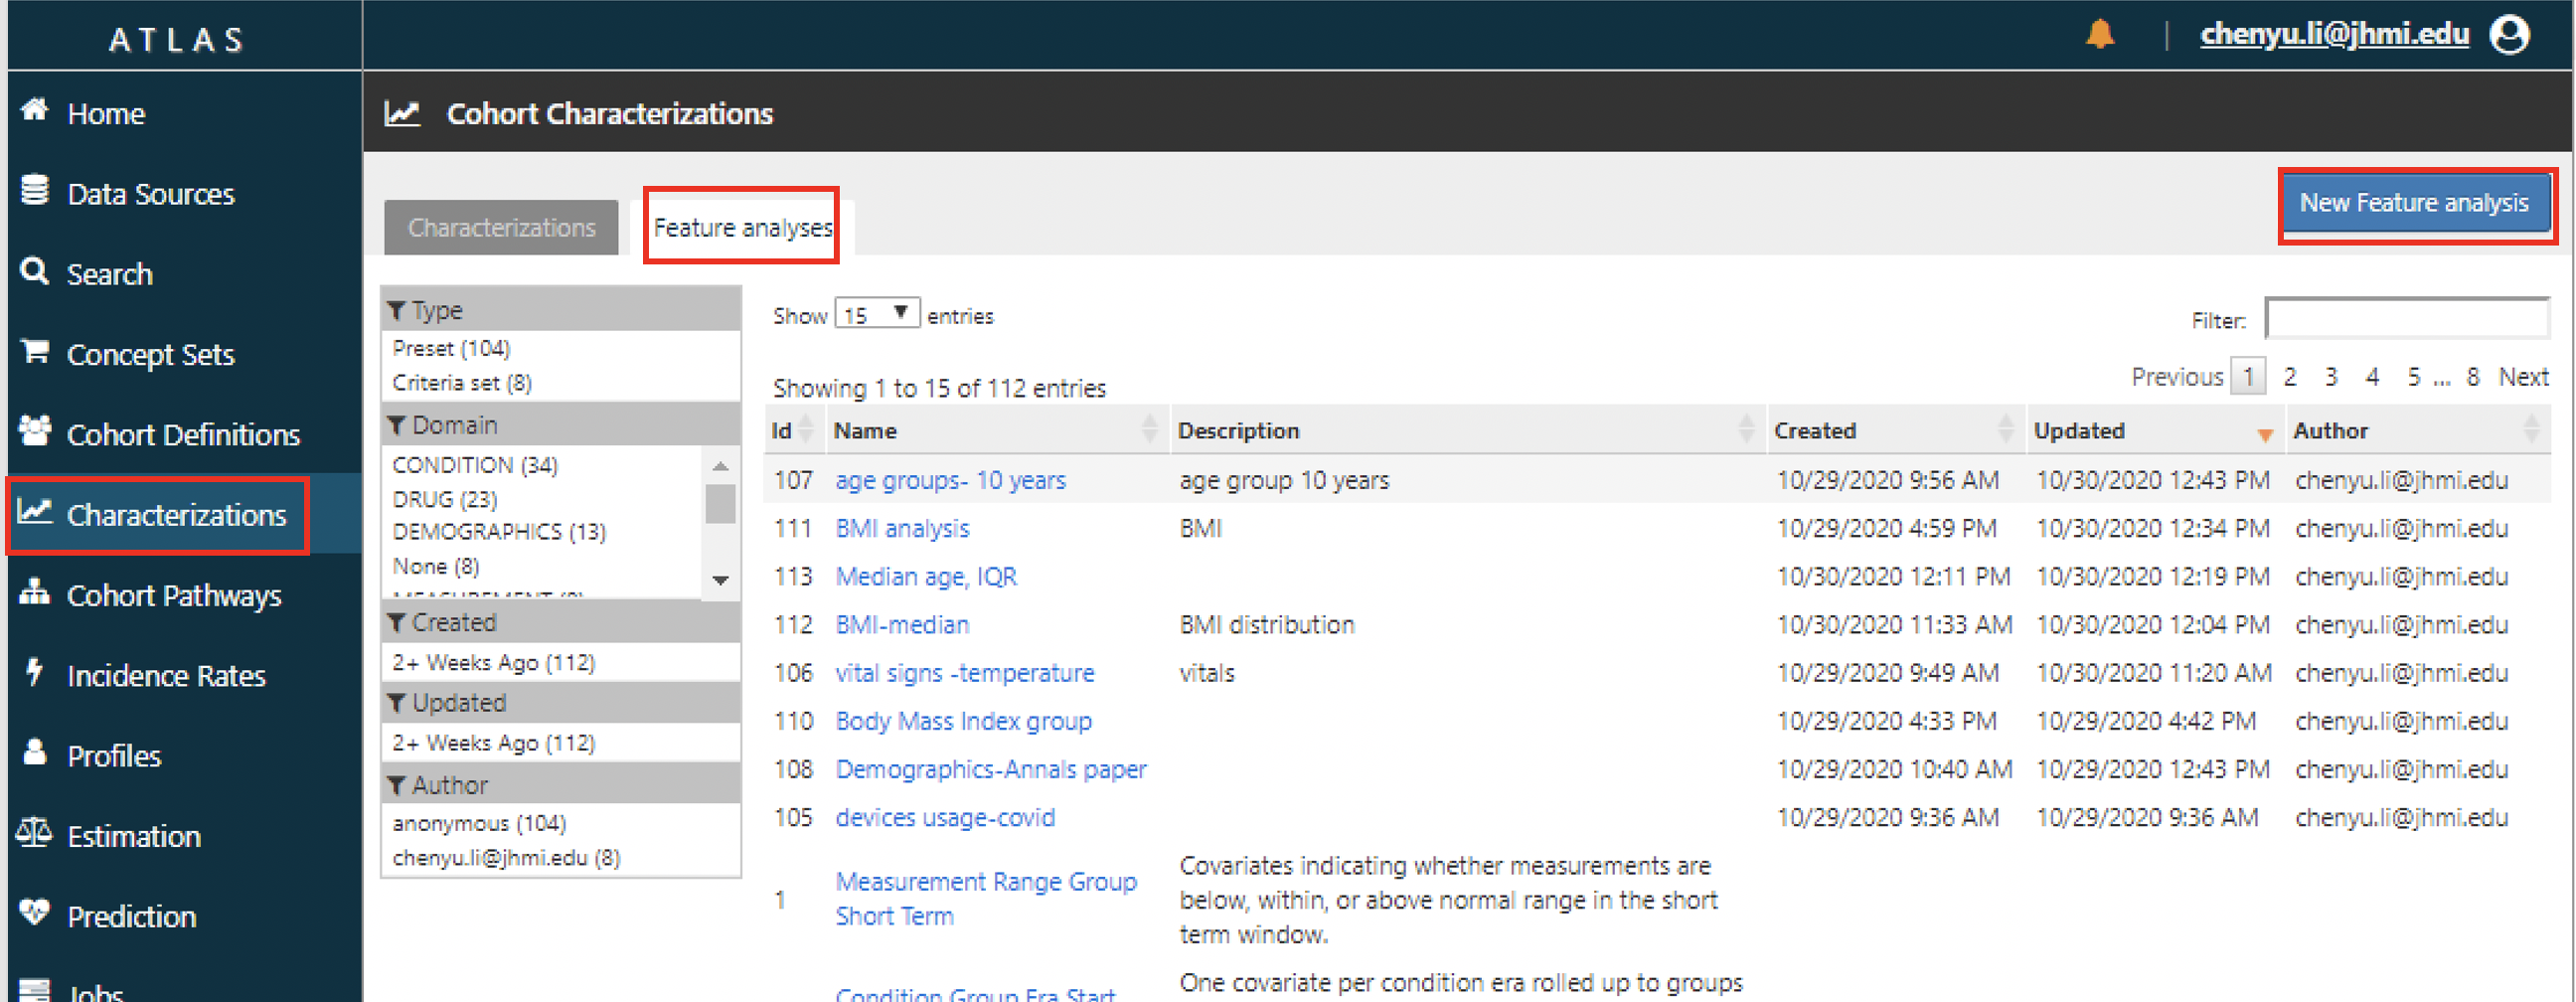 ATLAS
chenyu.li@jhmi.edu
Home
Data Sources
Search
Concept Sets
Cohort Definitions
Characterizations
Cohort Pathways
Incidence Rates
Profiles
Estimation
Prediction
Jobs
Cohort Characterizations
Characterizations
Feature analyses
New Feature analysis
Type
Preset (104)
Criteria set (8)
Domain
CONDITION (34)
DRUG (23)
DEMOGRAPHICS (13)
None (8)
Created
2+ Weeks Ago (112)
Updated
2+ Weeks Ago (112)
Author
anonymous (104)
chenyu.li@jhmi.edu (8)
Show 15 entries
Filter:
Showing 1 to 15 of 112 entries
Previous 1 2 3 4 5 ... 8 Next
Id Name Description Created Updated Author
107 age groups- 10 years age group 10 years 10/29/2020 9:56 AM 10/30/2020 12:43 PM chenyu.li@jhmi.edu
111 BMI analysis BMI 10/29/2020 4:59 PM 10/30/2020 12:34 PM chenyu.li@jhmi.edu
113 Median age, IQR 10/30/2020 12:11 PM 10/30/2020 12:19 PM chenyu.li@jhmi.edu
112 BMI-median BMI distribution 10/30/2020 11:33 AM 10/30/2020 12:04 PM chenyu.li@jhmi.edu
106 vital signs -temperature vitals 10/29/2020 9:49 AM 10/30/2020 11:20 AM chenyu.li@jhmi.edu
110 Body Mass Index group 10/29/2020 4:33 PM 10/29/2020 4:42 PM chenyu.li@jhmi.edu
108 Demographics-Annals paper 10/29/2020 10:40 AM 10/29/2020 12:43 PM chenyu.li@jhmi.edu
105 devices usage-covid 10/29/2020 9:36 AM 10/29/2020 9:36 AM chenyu.li@jhmi.edu
1 Measurement Range Group
Short Term
Covariates indicating whether measurements are
below, within, or above normal range in the short
term window.
Condition Group Era Start
One covariate per condition era rolled up to groups